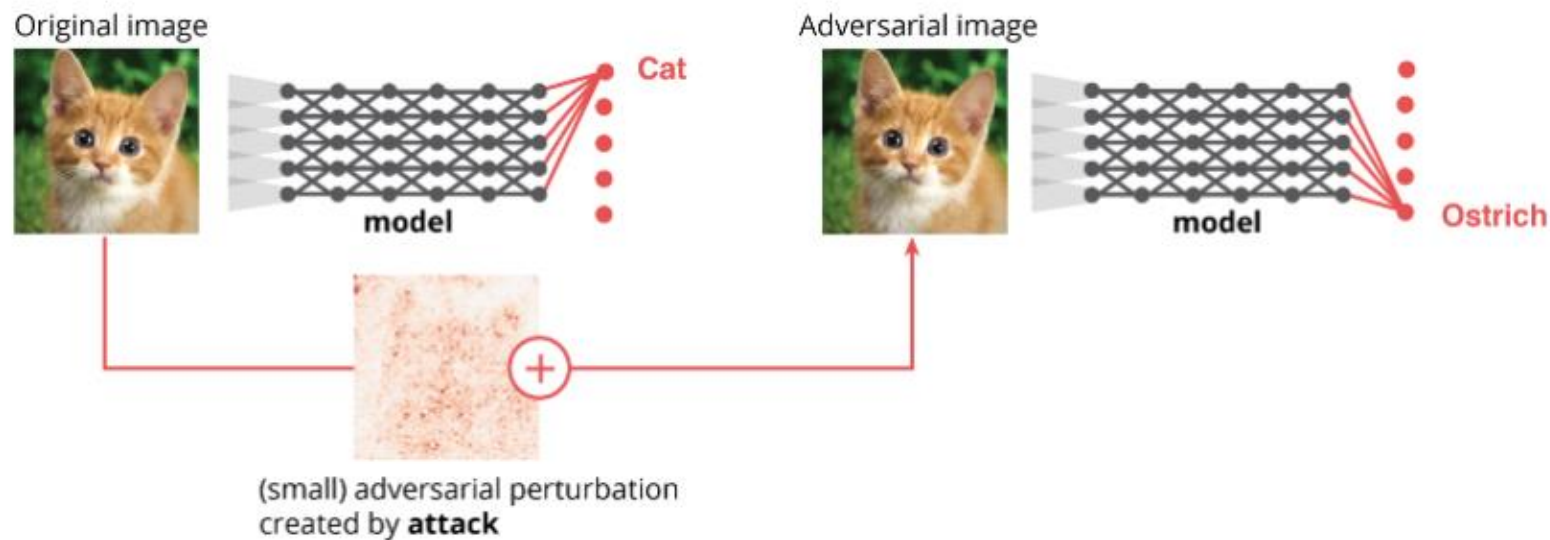 Original image
Cat
model
(small) adversarial perturbation
created by attack
Adversarial image
model
Ostrich